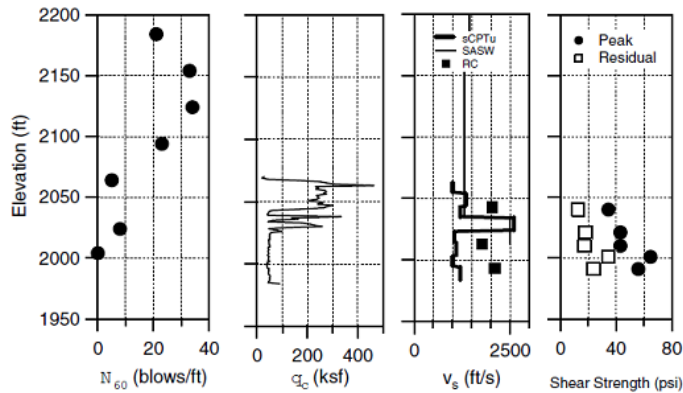 2200
2150
2100
2050
2000
1950
Elevation (ft)
0 20 40
N60 (blows/ft)
0 200 400
qc (ksf)
sCPTu
SASW
RC
0 2500
vs (ft/s)
Peak
Residual
0 40 80
Shear Strength (psi)